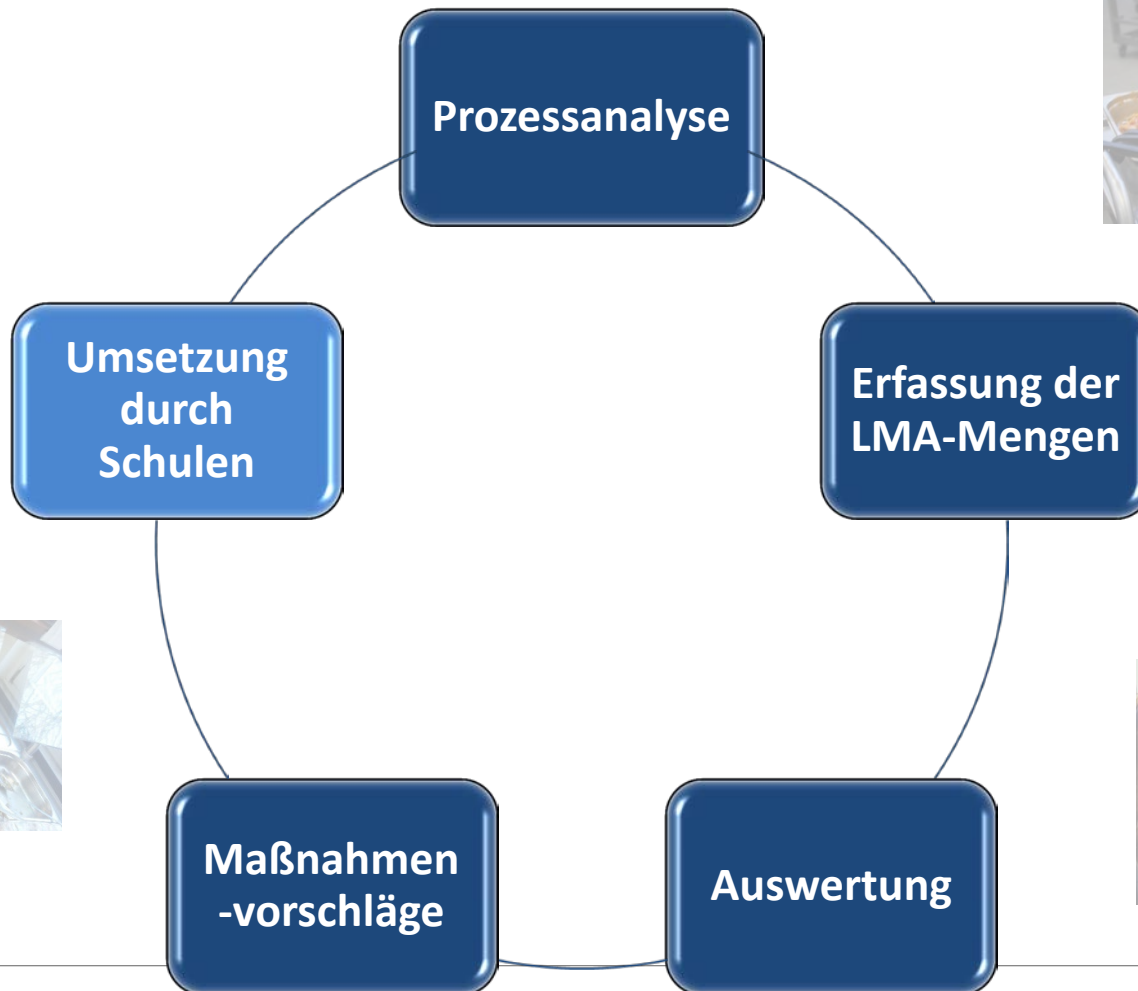 Prozessanalyse
Erfassung der
LMA-Mengen
Auswertung
Maßnahmen
-vorschläge
Umsetzung
durch
Schulen